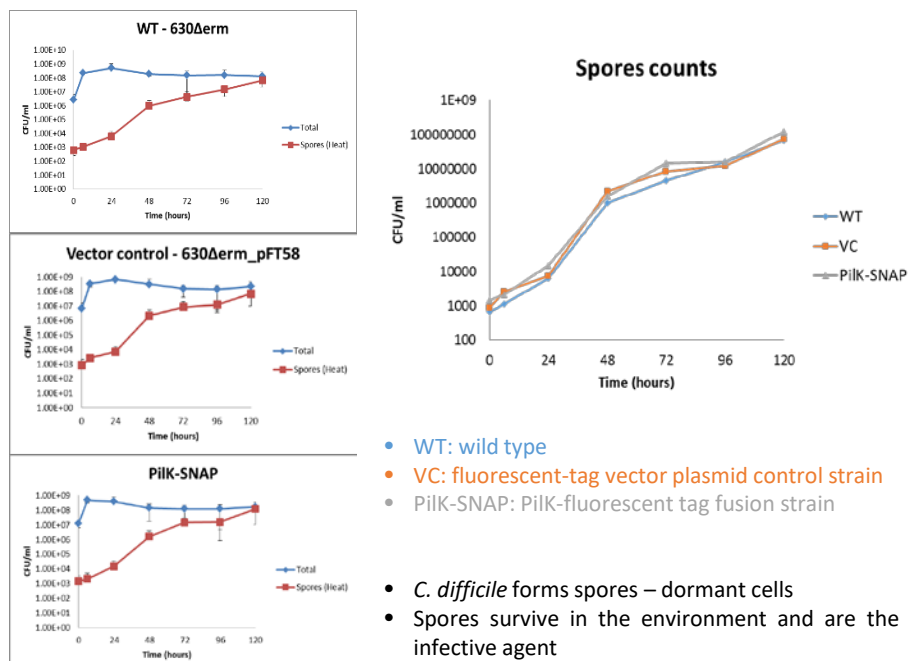 WT - 630Δerm
1.00E+10
1.00E+09
1.00E+08
1.00E+07
1.00E+06
1.00E+05
1.00E+04
1.00E+03
1.00E+02
1.00E+01
1.00E+00
CFU/ml
0 24 48 72 96 120
Time (hours)
Total
Spores (Heat)
Vector control - 630Δerm_pFT58
1.00E+09
1.00E+08
1.00E+07
1.00E+06
1.00E+05
1.00E+04
1.00E+03
1.00E+02
1.00E+01
1.00E+00
CFU/ml
0 24 48 72 96 120
Time (hours)
Total
Spores (Heat)
PilK-SNAP
1.00E+09
1.00E+08
1.00E+07
1.00E+06
1.00E+05
1.00E+04
1.00E+03
1.00E+02
1.00E+01
1.00E+00
CFU/ml
0 24 48 72 96 120
Time (hours)
Total
Spores (Heat)
Spores counts
1E+09
100000000
10000000
1000000
100000
10000
1000
100
CFU/ml
0 24 48 72 96 120
Time (hours)
WT
VC
PilK-SNAP
• WT: wild type
• VC: fluorescent-tag vector plasmid control strain
• PilK-SNAP: PilK-fluorescent tag fusion strain
• C. difficile forms spores – dormant cells
• Spores survive in the environment and are the
infective agent